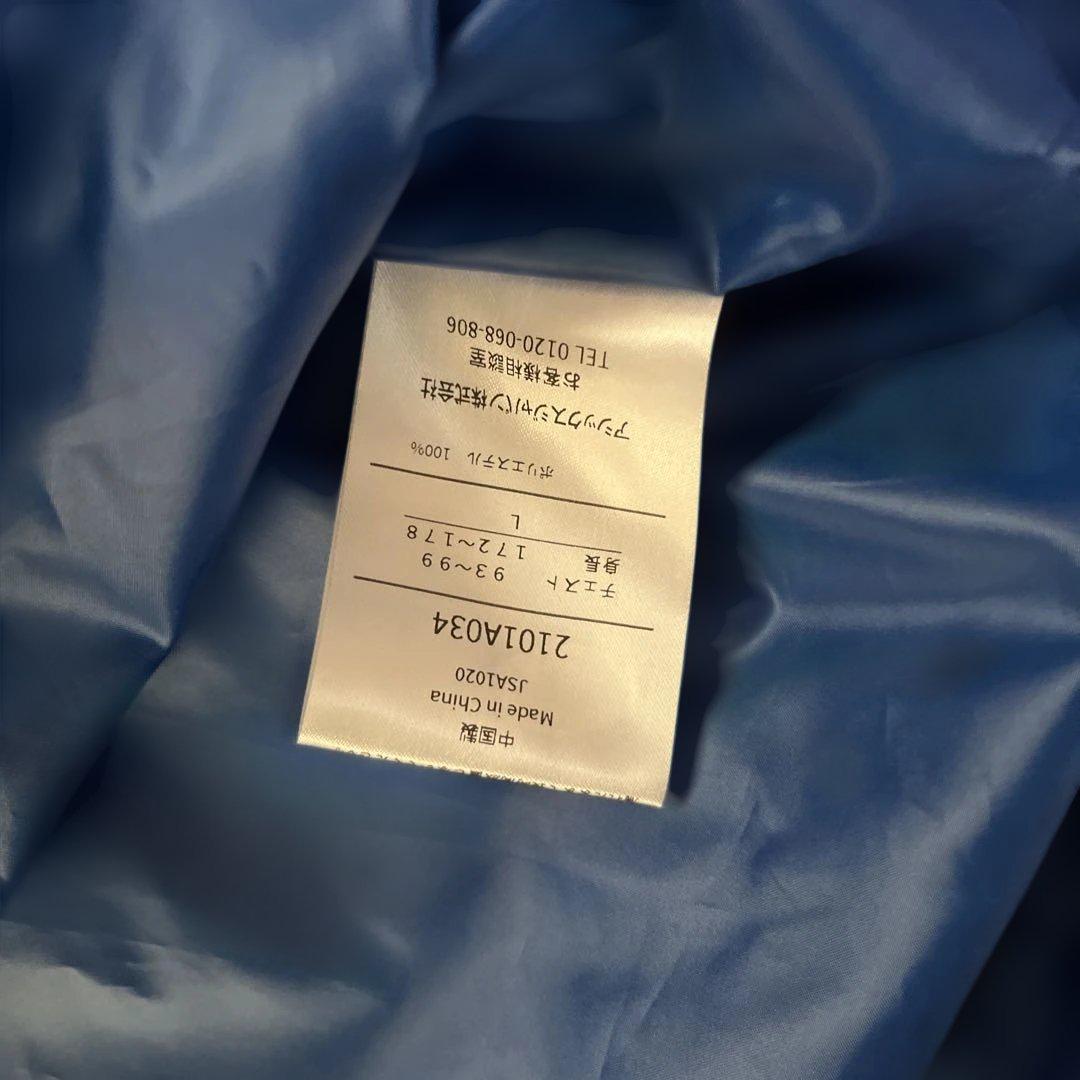 中国製
Made in China
JSA1020
2101A034
チェスト 93～99
身長 172～178
L
ポリエステル 100%
アシックスジャパン株式会社
お客様相談室
TEL 0120-068-806